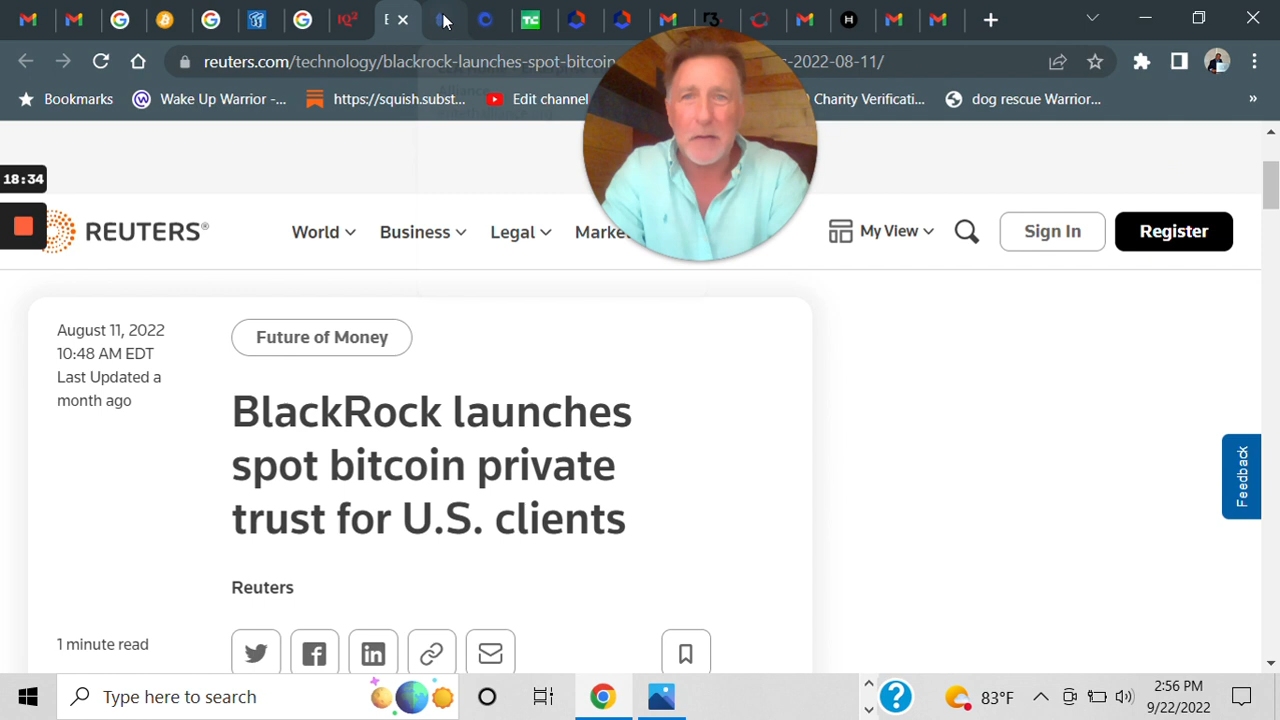 reuters.com/technology/blackrock-launches-spot-bitcoin
-2022-08-11/
Bookmarks
Wake Up Warrior -...
https://squish.subst...
Edit channel
Charity Verificati...
dog rescue Warrior...
»
18:34
REUTERS®
World
Business
Legal
My View
Sign In
Register
August 11, 2022
10:48 AM EDT
Last Updated a
month ago
Future of Money
BlackRock launches
spot bitcoin private
trust for U.S. clients
Reuters
1 minute read
Feedback
Type here to search
83°F
2:56 PM
9/22/2022